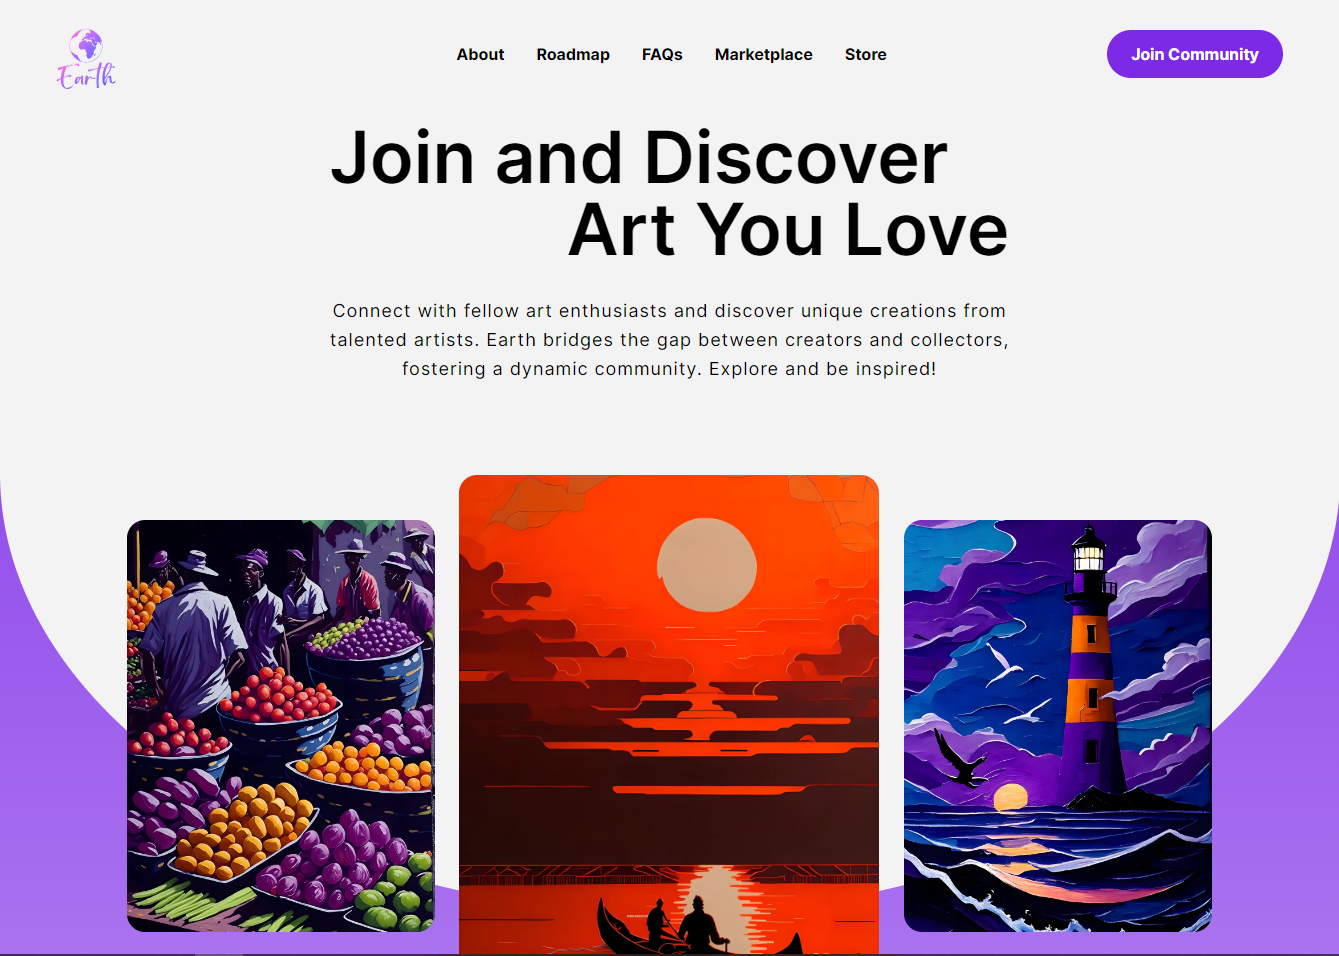 Earth
About
Roadmap
FAQs
Marketplace
Store
Join Community
Join and Discover
Art You Love
Connect with fellow art enthusiasts and discover unique creations from
talented artists. Earth bridges the gap between creators and collectors,
fostering a dynamic community. Explore and be inspired!